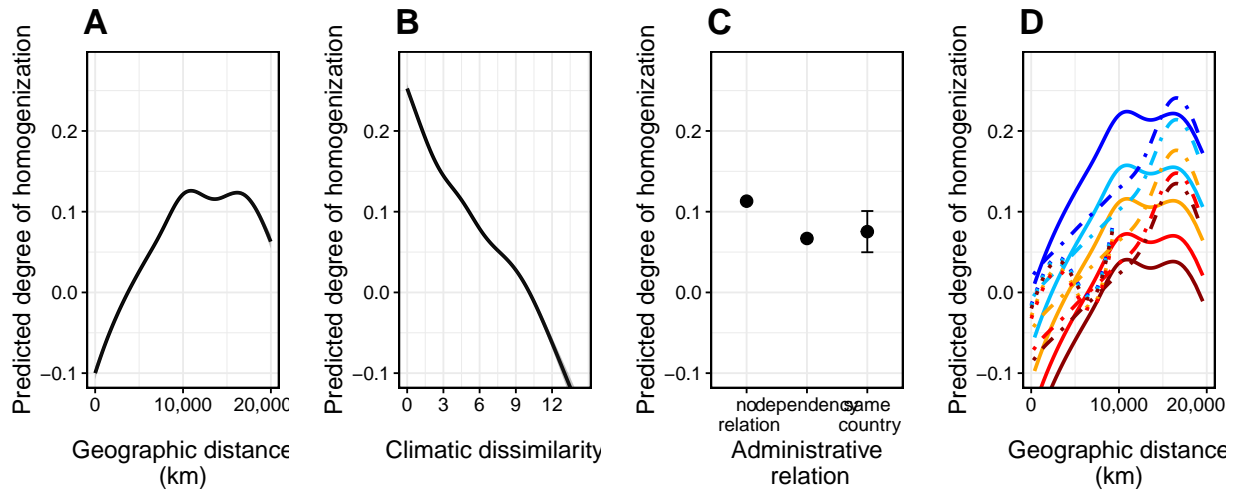 A
Predicted degree of homogenization
0.2
0.1
0.0
−0.1
0
10,000
20,000
Geographic distance
(km)
B
Predicted degree of homogenization
0.2
0.1
0.0
−0.1
0
3
6
9
12
Climatic dissimilarity
C
Predicted degree of homogenization
0.2
0.1
0.0
−0.1
no
relation
dependency
same
country
Administrative
relation
D
Predicted degree of homogenization
0.2
0.1
0.0
−0.1
0
10,000
20,000
Geographic distance
(km)